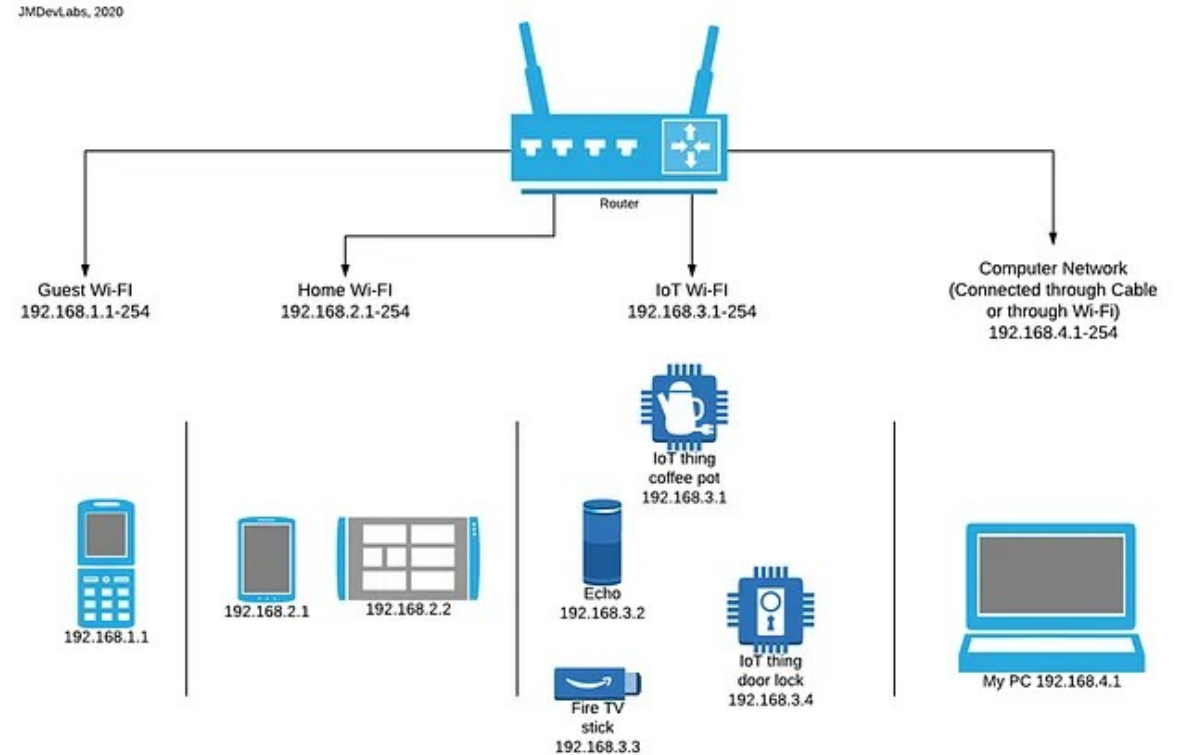 JMDevLabs, 2020
Router
Guest Wi-FI
192.168.1.1-254
Home Wi-FI
192.168.2.1-254
IoT Wi-FI
192.168.3.1-254
Computer Network
(Connected through Cable
or through Wi-Fi)
192.168.4.1-254
192.168.1.1
192.168.2.1
192.168.2.2
IoT thing
coffee pot
192.168.3.1
Echo
192.168.3.2
IoT thing
door lock
192.168.3.4
Fire TV
stick
192.168.3.3
My PC 192.168.4.1